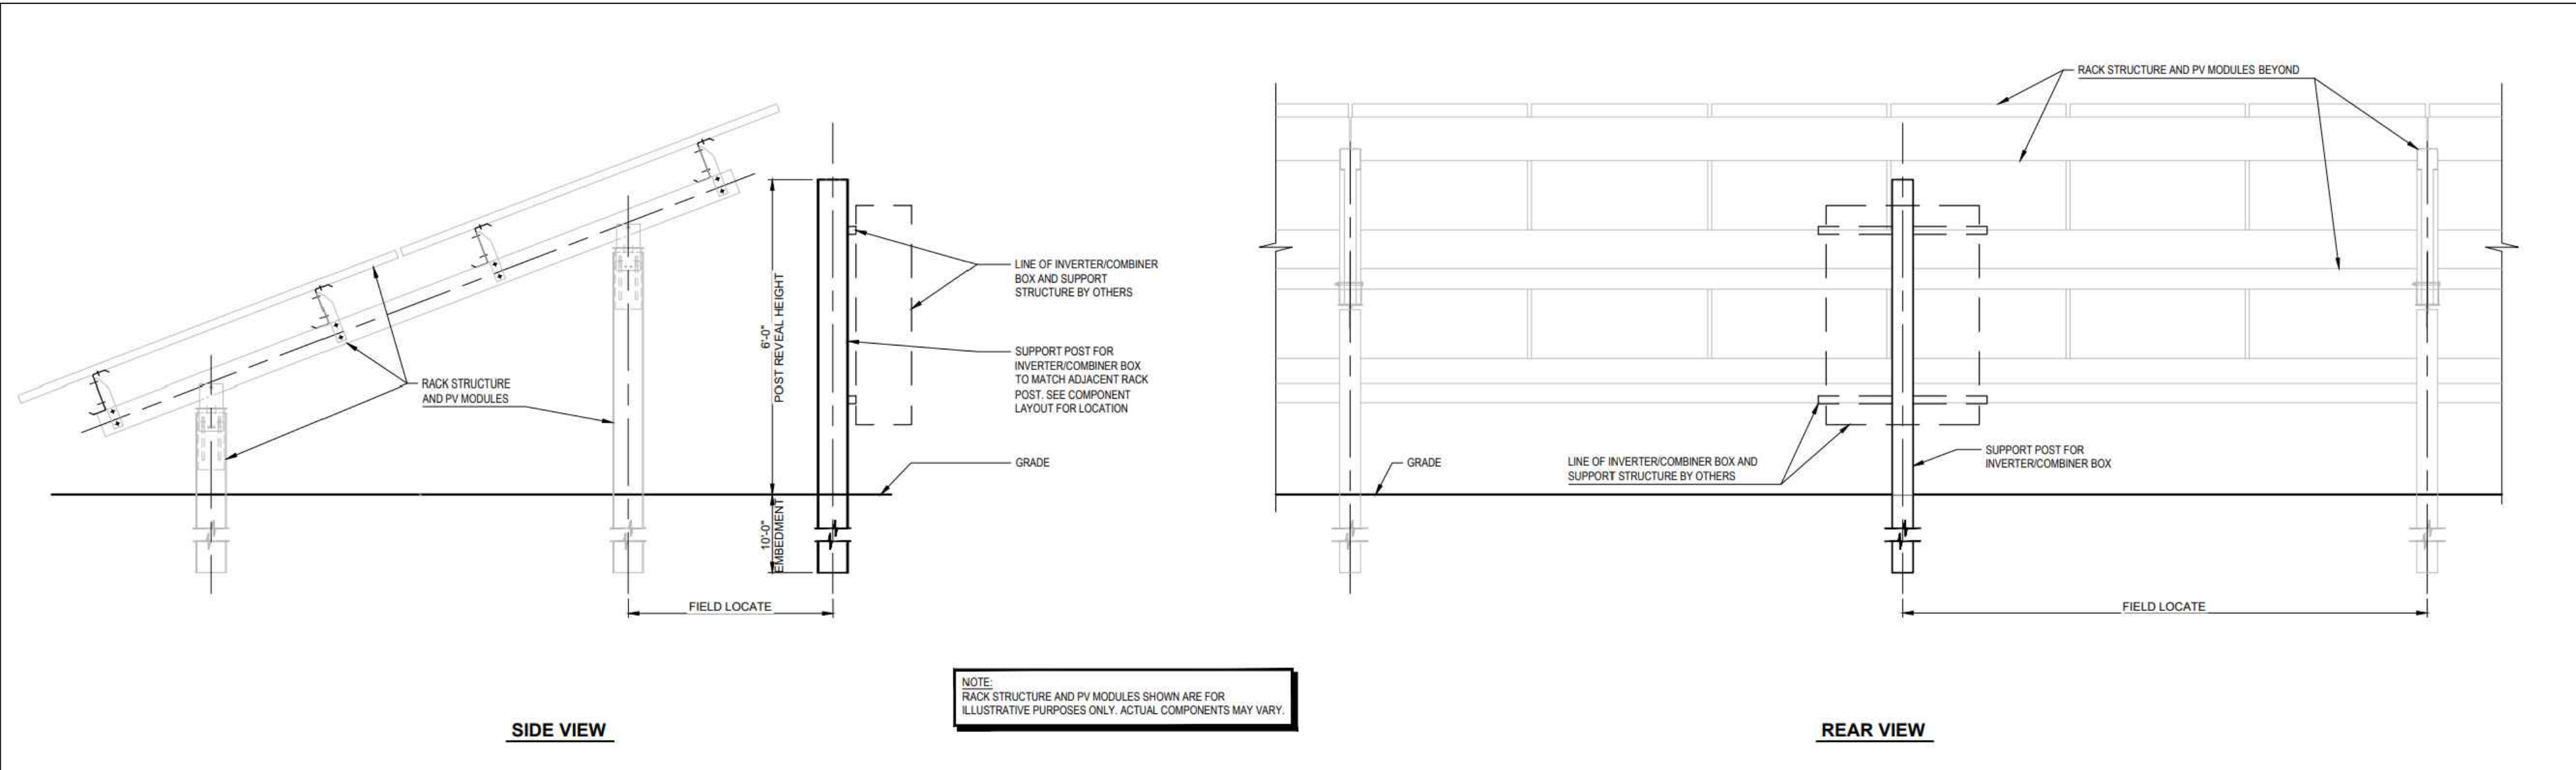 RACK STRUCTURE
AND PV MODULES
6'-0"
POST REVEAL HEIGHT
10'-0"
EMBEDMENT
LINE OF INVERTER/COMBINER
BOX AND SUPPORT
STRUCTURE BY OTHERS
SUPPORT POST FOR
INVERTER/COMBINER BOX
TO MATCH ADJACENT RACK
POST. SEE COMPONENT
LAYOUT FOR LOCATION
GRADE
FIELD LOCATE
SIDE VIEW
NOTE:
RACK STRUCTURE AND PV MODULES SHOWN ARE FOR
ILLUSTRATIVE PURPOSES ONLY. ACTUAL COMPONENTS MAY VARY.
RACK STRUCTURE AND PV MODULES BEYOND
GRADE
LINE OF INVERTER/COMBINER BOX AND
SUPPORT STRUCTURE BY OTHERS
SUPPORT POST FOR
INVERTER/COMBINER BOX
FIELD LOCATE
REAR VIEW